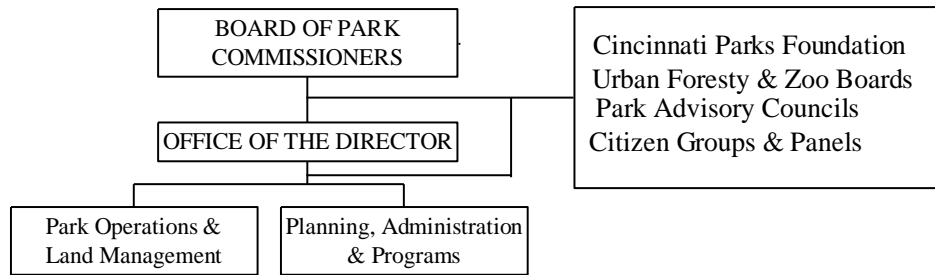 BOARD OF PARK
COMMISSIONERS
Cincinnati Parks Foundation
Urban Foresty & Zoo Boards
Park Advisory Councils
Citizen Groups & Panels
OFFICE OF THE DIRECTOR
Park Operations &
Land Management
Planning, Administration
& Programs